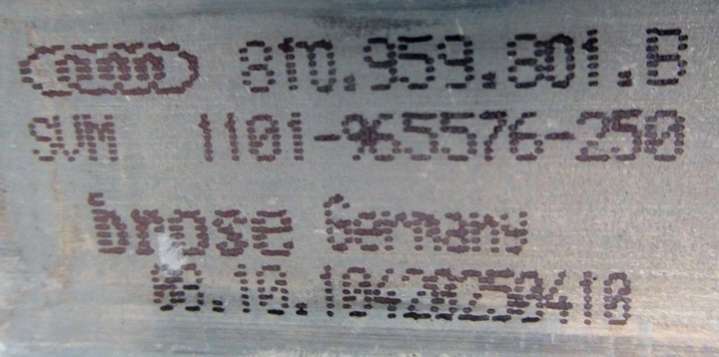 8T0.959.801.B
SVM 1101-965576-250
brose Germany